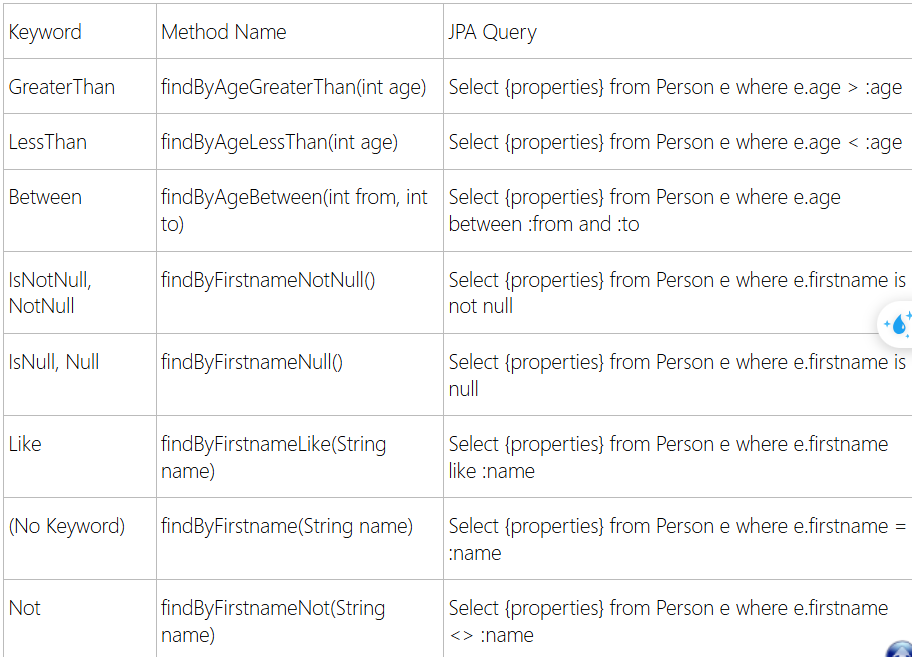 Keyword Method Name JPA Query
GreaterThan findByAgeGreaterThan(int age) Select {properties} from Person e where e.age > :age
LessThan findByAgeLessThan(int age) Select {properties} from Person e where e.age < :age
Between findByAgeBetween(int from, int Select {properties} from Person e where e.age
to) between :from and :to
IsNotNull, findByFirstnameNotNull() Select {properties} from Person e where e.firstname is
NotNull not null
IsNull, Null findByFirstnameNull() Select {properties} from Person e where e.firstname is
null
Like findByFirstnameLike(String Select {properties} from Person e where e.firstname
name) like :name
(No Keyword) findByFirstname(String name) Select {properties} from Person e where e.firstname =
:name
Not findByFirstnameNot(String Select {properties} from Person e where e.firstname
name) <> :name